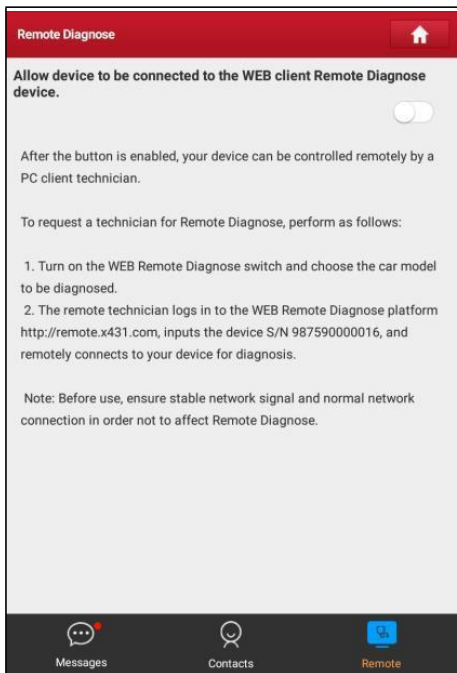 Remote Diagnose
Allow device to be connected to the WEB client Remote Diagnose
device.
After the button is enabled, your device can be controlled remotely by a
PC client technician.
To request a technician for Remote Diagnose, perform as follows:
1. Turn on the WEB Remote Diagnose switch and choose the car model
to be diagnosed.
2. The remote technician logs in to the WEB Remote Diagnose platform
http://remote.x431.com, inputs the device S/N 987590000016, and
remotely connects to your device for diagnosis.
Note: Before use, ensure stable network signal and normal network
connection in order not to affect Remote Diagnose.
Messages
Contacts
Remote